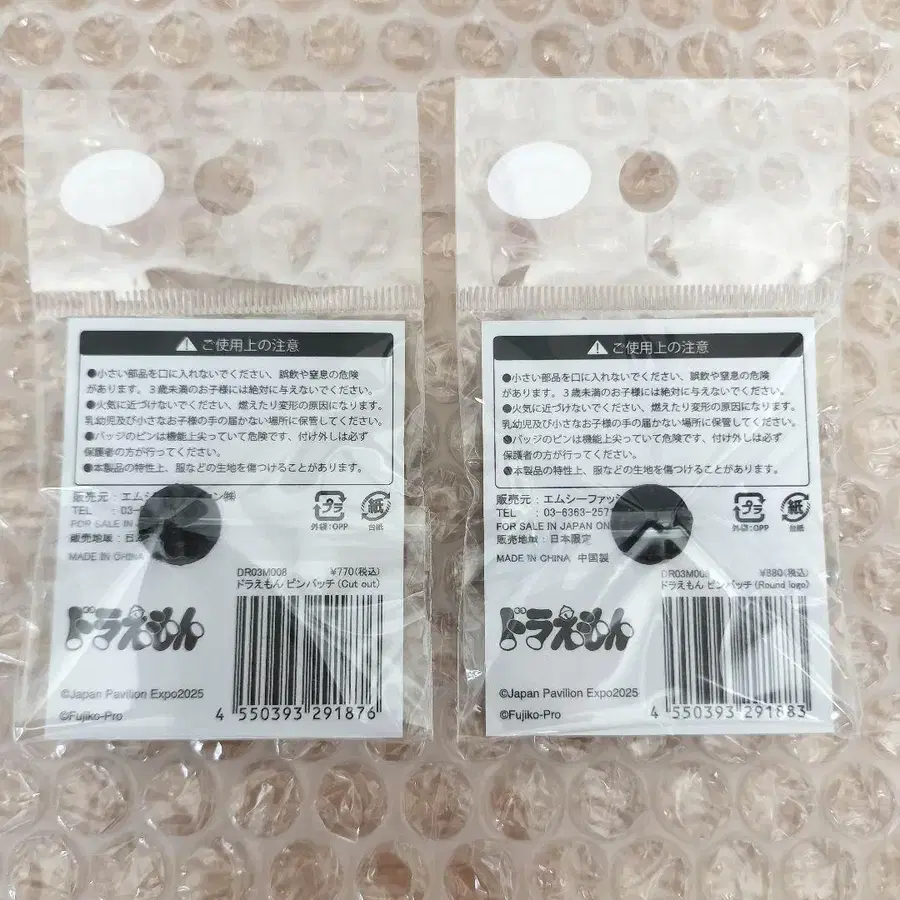 ご使用上の注意
●小さい部品を口に入れないでください、誤飲や窒息の危険
があります。3歳未満のお子様には絶対に与えないでください。
●火気に近づけないでください、燃えたり変形の原因になります。
乳幼児及び小さなお子様の手の届かない場所に保管してください。
●バッジのピンは機能上尖っていて危険です、付け外しは必ず
保護者の方が行ってください。
●本製品の特性上、服などの生地を傷つけることがあります。
販売元：エムシーファ ン㈱
TEL ：03-
FOR SALE IN
販売地域：日
MADE IN CHINA
プラ
外袋:OPP
紙
台紙
DR03M008 ¥770(税込)
ドラえもん ピンバッチ (Cut out)
ドラえもん
©Japan Pavilion Expo2025
©Fujiko-Pro
4 550393 291876
ご使用上の注意
●小さい部品を口に入れないでください、誤飲や窒息の危険
があります。3歳未満のお子様には絶対に与えないでください。
●火気に近づけないでください、燃えたり変形の原因になります。
乳幼児及び小さなお子様の手の届かない場所に保管してください。
●バッジのピンは機能上尖っていて危険です、付け外しは必ず
保護者の方が行ってください。
●本製品の特性上、服などの生地を傷つけることがあります。
販売元：エムシーファッ
TEL ：03-6363-257
FOR SALE IN JAPAN ON
販売地域：日本限定
MADE IN CHINA 中国製
プラ
外袋:OPP
紙
台紙
DR03M00 ¥880(税込)
ドラえもん ピンバッチ (Round logo)
ドラえもん
©Japan Pavilion Expo2025
©Fujiko-Pro
4 550393 291883